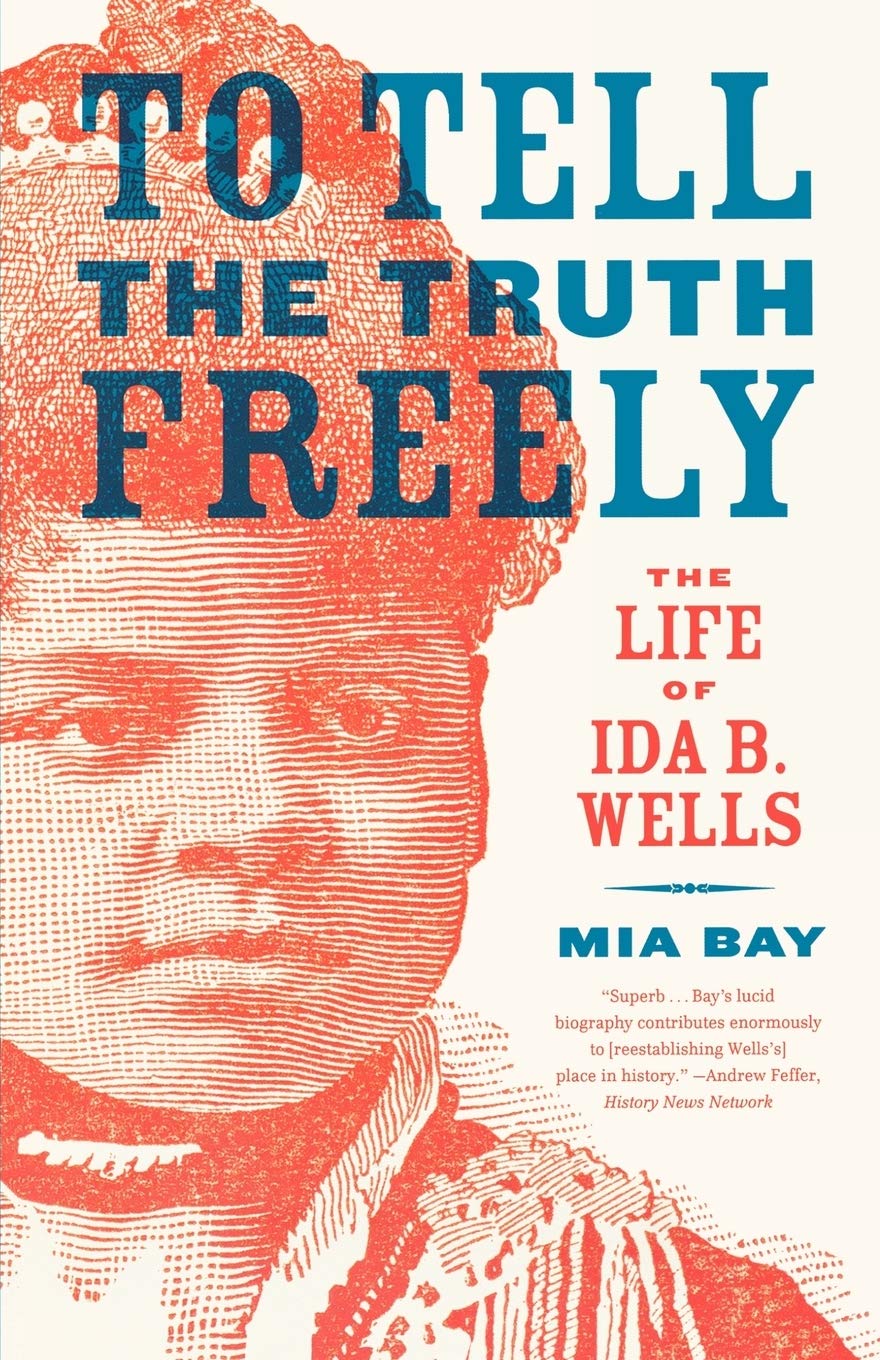 TO TELL
THE TRUTH
FREELY
THE
LIFE
OF
IDA B.
WELLS
MIA BAY
“Superb . . . Bay’s lucid
biography contributes enormously
to [reestablishing Wells’s]
place in history.” —Andrew Feffer,
History News Network